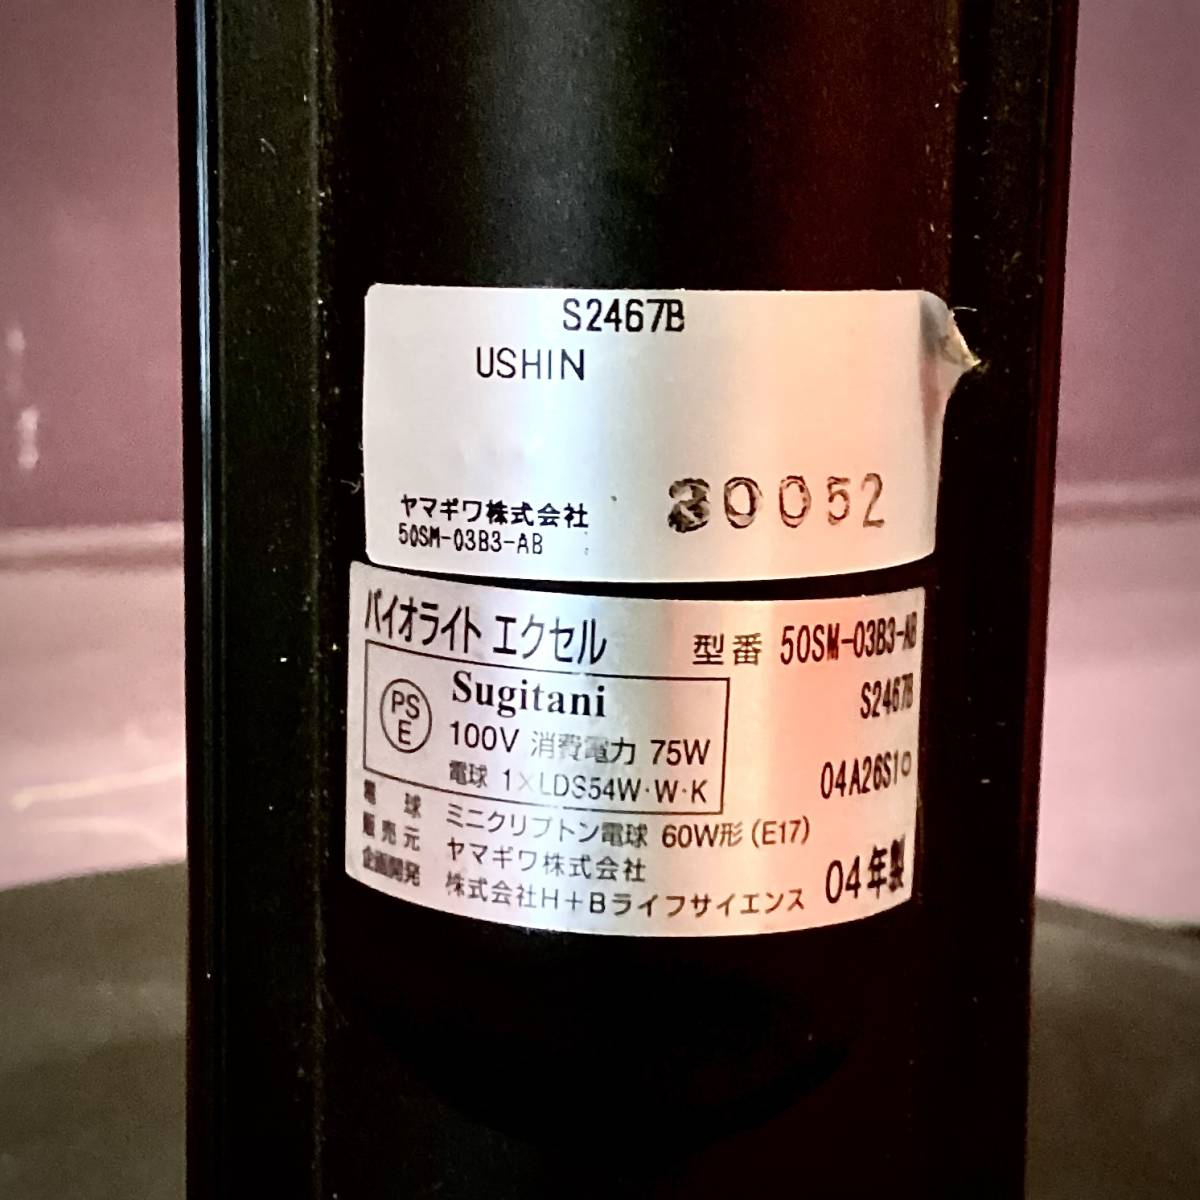 S2467B
USHIN
ヤマギワ株式会社
50SM-03B3-AB
30052
バイオライト エクセル 型番 50SM-03B3-AB
S2467B
PS
E
Sugitani
100V 消費電力 75W
電球 1×LDS54W・W・K
04A26S10
電球 ミニクリプトン電球 60W形(E17)
販売元 ヤマギワ株式会社
企画開発 株式会社H+Bライフサイエンス
04年製